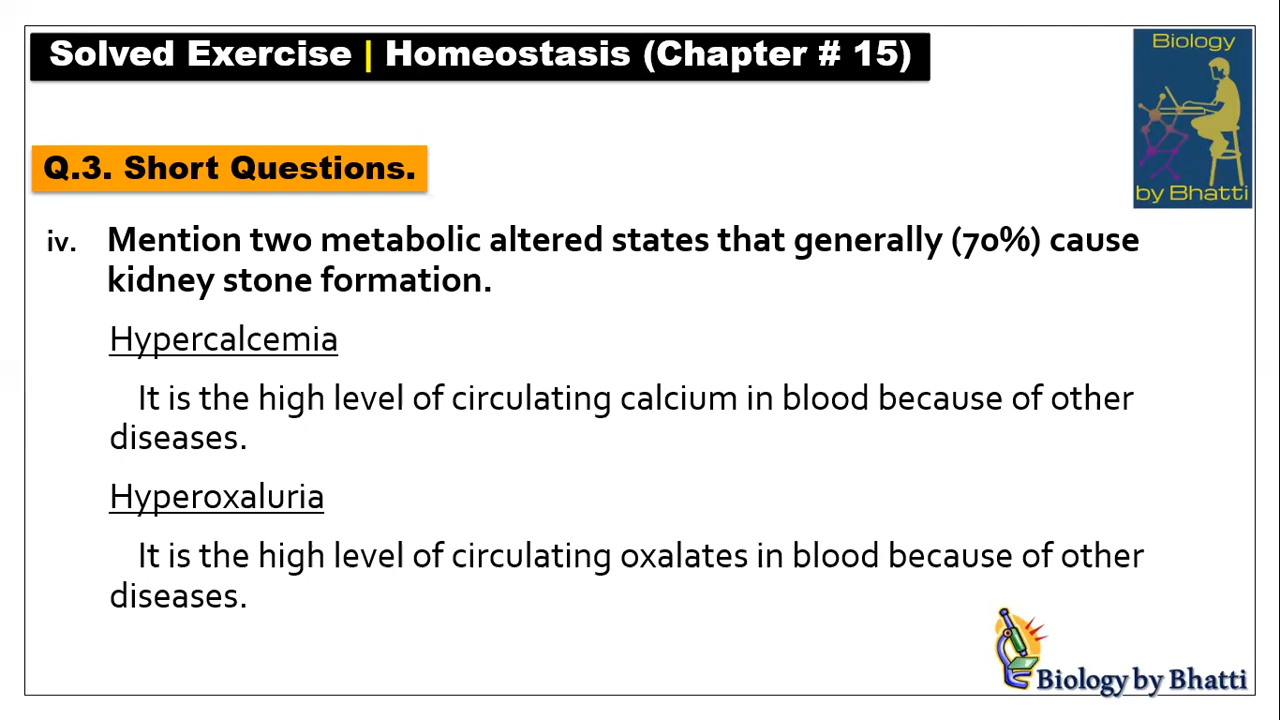 Solved Exercise | Homeostasis (Chapter # 15)
Biology
by Bhatti
Q.3. Short Questions.
iv. Mention two metabolic altered states that generally (70%) cause
kidney stone formation.
Hypercalcemia
It is the high level of circulating calcium in blood because of other
diseases.
Hyperoxaluria
It is the high level of circulating oxalates in blood because of other
diseases.
Biology by Bhatti